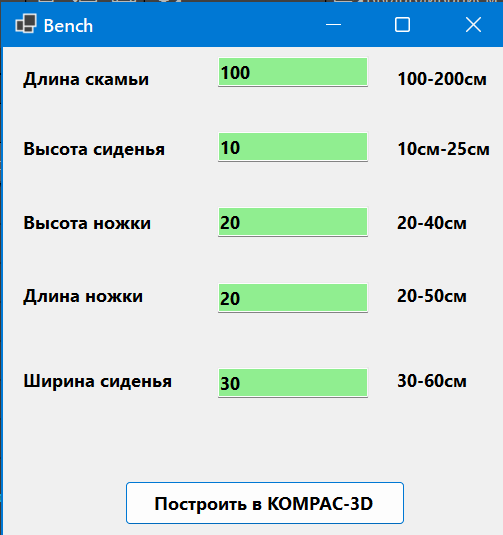 Bench
Длина скамьи 100 100-200см
Высота сиденья 10 10см-25см
Высота ножки 20 20-40см
Длина ножки 20 20-50см
Ширина сиденья 30 30-60см
Построить в KOMPAC-3D